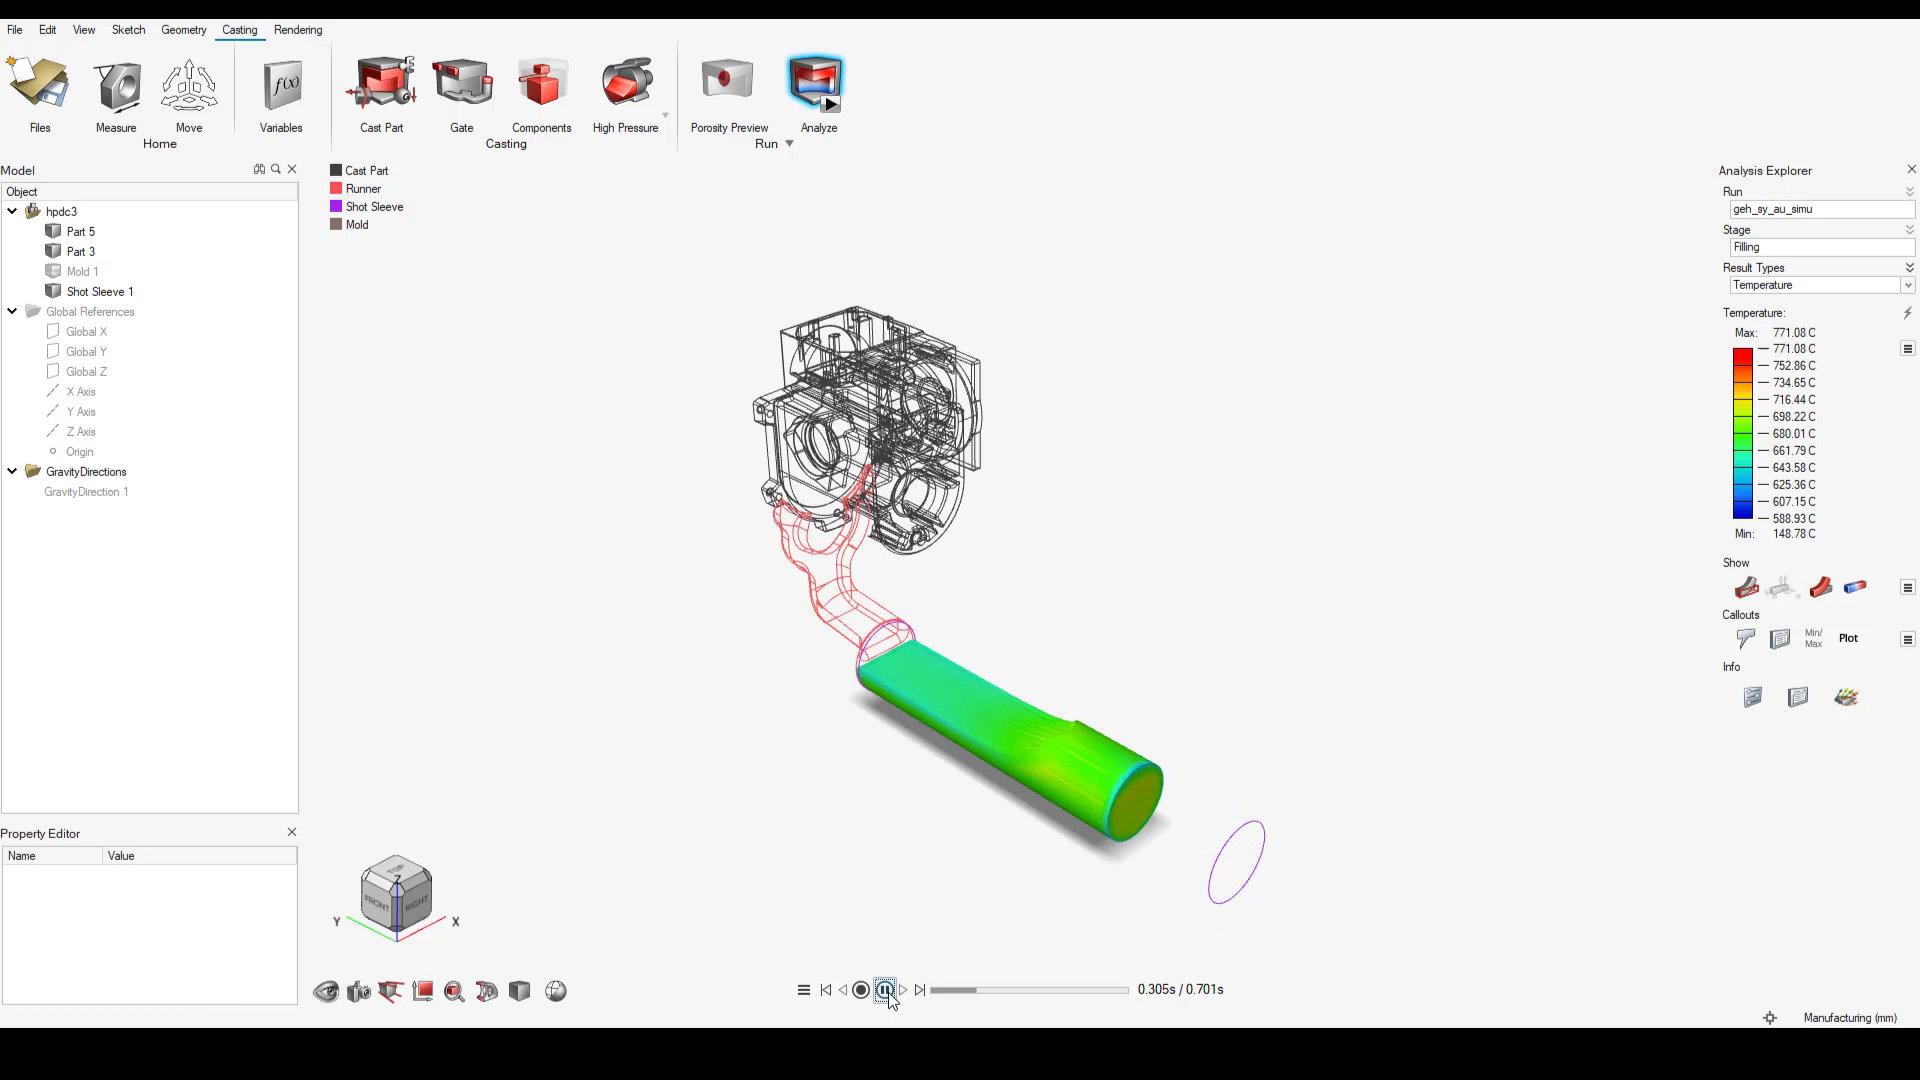 File Edit View Sketch Geometry Casting Rendering
f(x)
Files Measure Move Variables Cast Part Gate Components High Pressure Porosity Preview Analyze
Home Casting Run
Model
Object
hpdc3
Part 5
Part 3
Mold 1
Shot Sleeve 1
Global References
Global X
Global Y
Global Z
X Axis
Y Axis
Z Axis
Origin
GravityDirections
GravityDirection 1
Property Editor
Name Value
Cast Part
Runner
Shot Sleeve
Mold
TOP
Z
FRONT RIGHT
Y X
0.305s / 0.701s
Analysis Explorer
Run
geh_sy_au_simu
Stage
Filling
Result Types
Temperature
Temperature:
Max: 771.08 C
771.08 C
752.86 C
734.65 C
716.44 C
698.22 C
680.01 C
661.79 C
643.58 C
625.36 C
607.15 C
588.93 C
Min: 148.78 C
Show
Callouts
Min/
Max
Plot
Info
Manufacturing (mm)